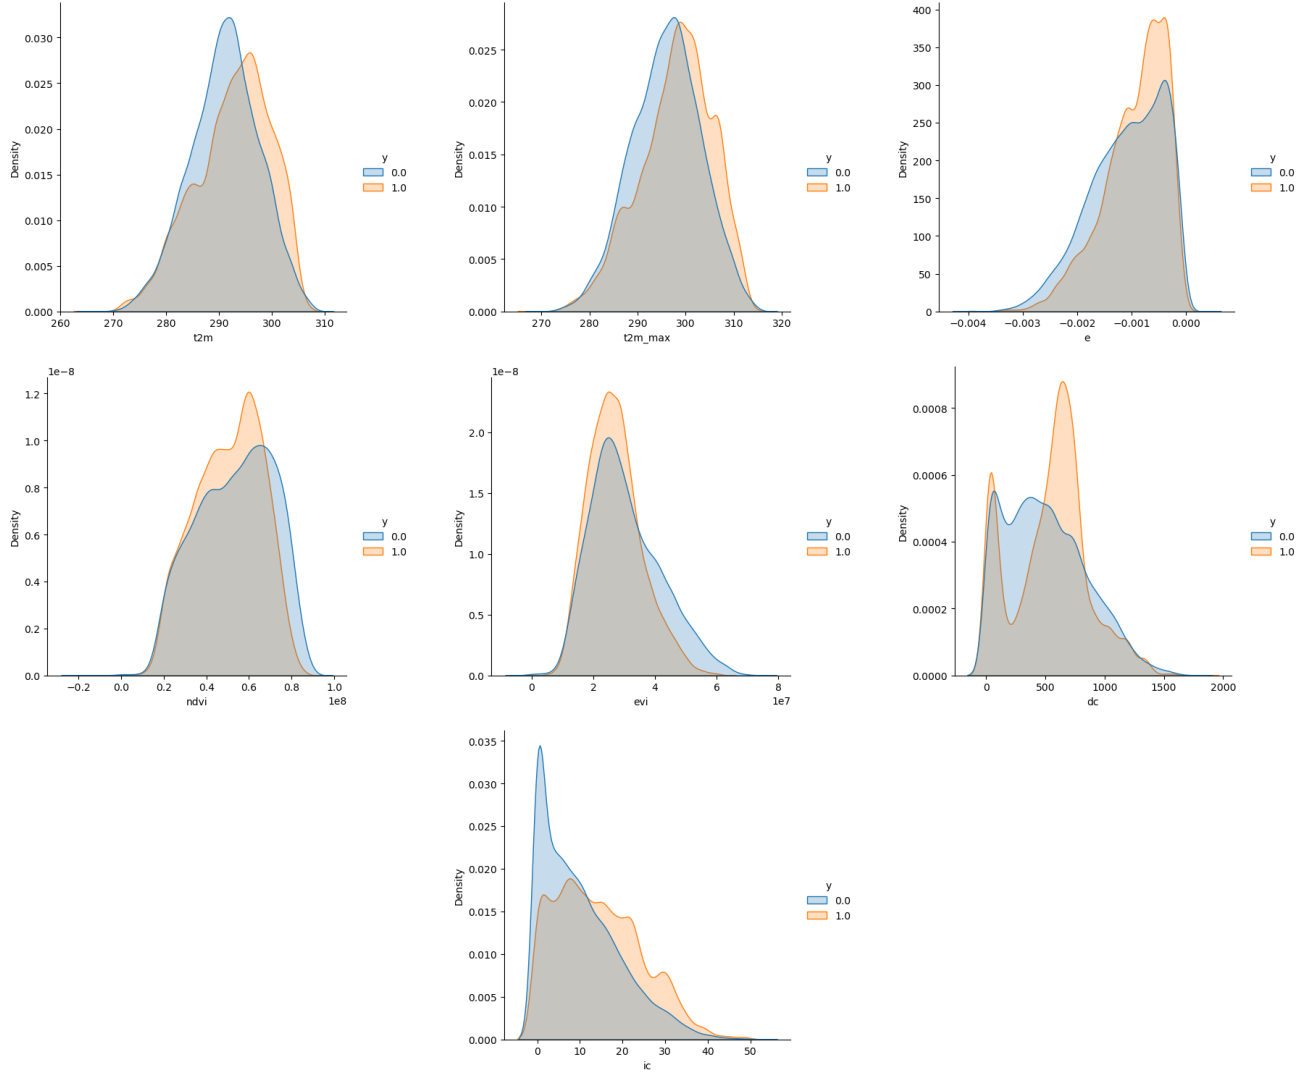 0.030
0.025
0.020
0.015
0.010
0.005
0.000
Density
260 270 280 290 300 310
t2m
y
0.0
1.0
0.025
0.020
0.015
0.010
0.005
0.000
Density
270 280 290 300 310 320
t2m_max
y
0.0
1.0
400
350
300
250
200
150
100
50
0
Density
−0.004 −0.003 −0.002 −0.001 0.000
e
y
0.0
1.0
1e−8
1.2
1.0
0.8
0.6
0.4
0.2
0.0
Density
−0.2 0.0 0.2 0.4 0.6 0.8 1.0
ndvi
1e8
y
0.0
1.0
1e−8
2.0
1.5
1.0
0.5
0.0
Density
0 2 4 6 8
evi
1e7
y
0.0
1.0
0.0008
0.0006
0.0004
0.0002
0.0000
Density
0 500 1000 1500 2000
dc
y
0.0
1.0
0.035
0.030
0.025
0.020
0.015
0.010
0.005
0.000
Density
0 10 20 30 40 50
ic
y
0.0
1.0